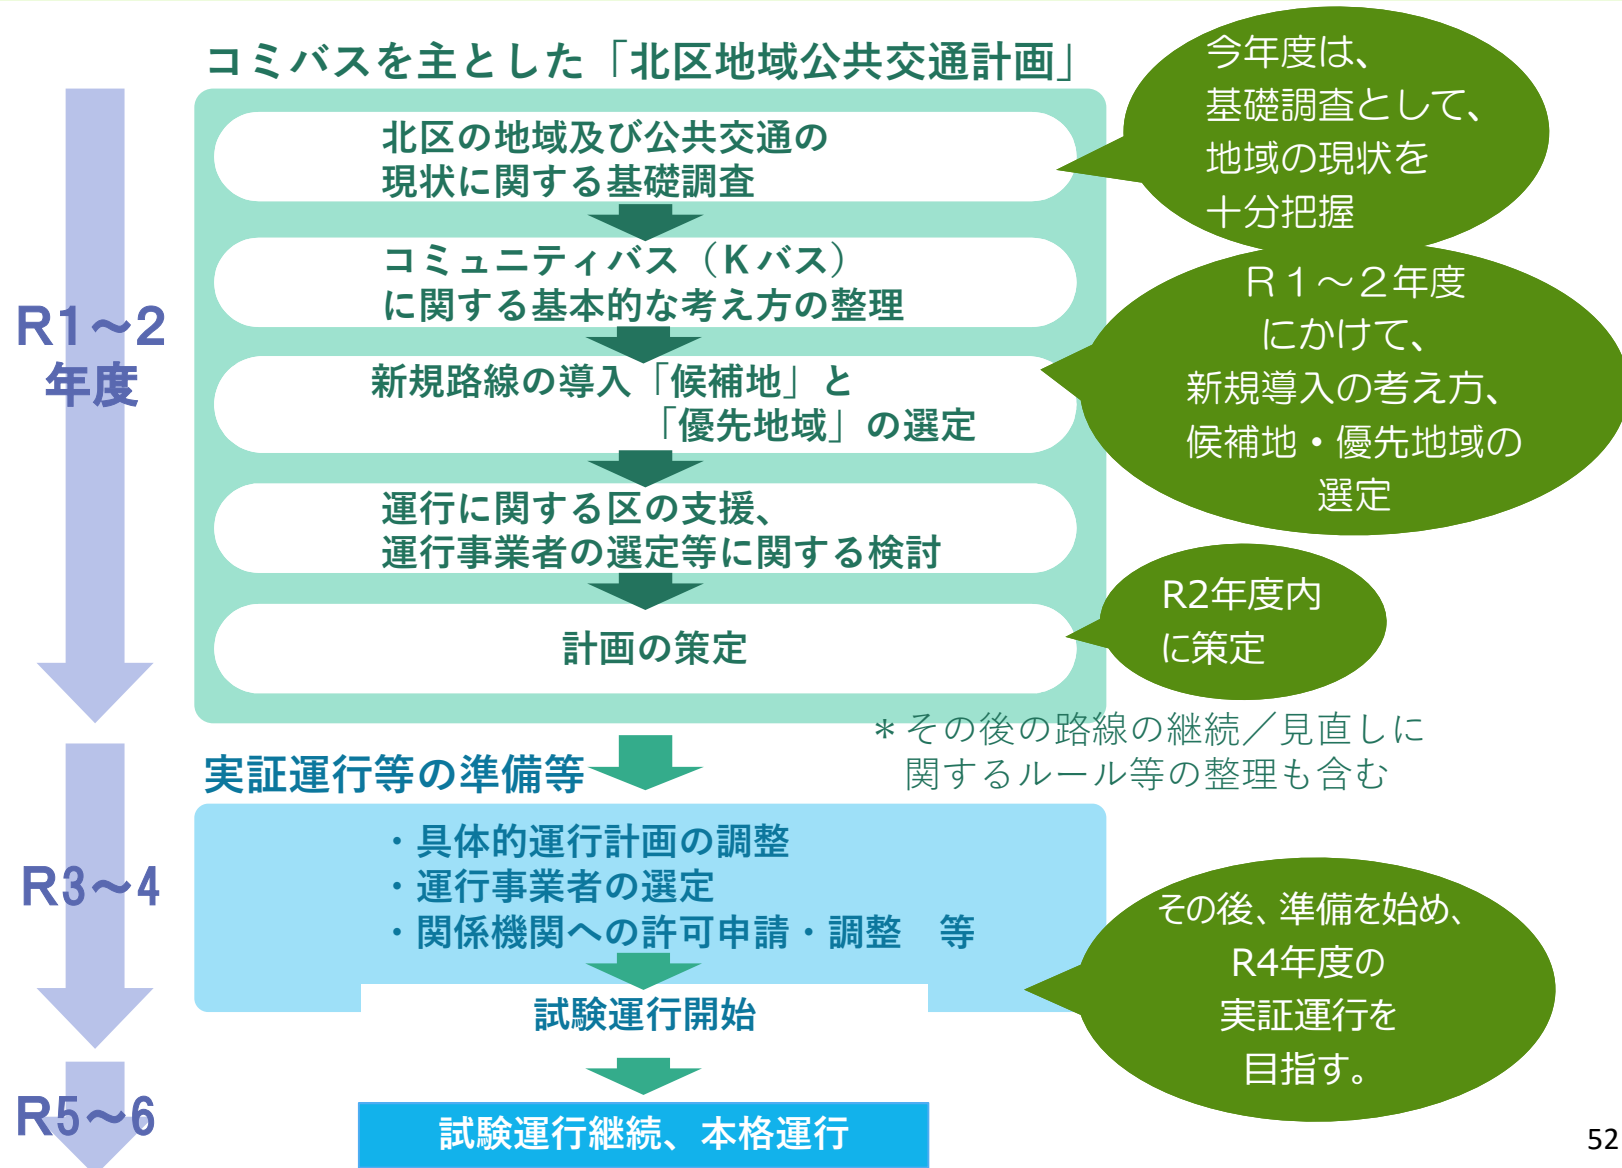 コミバスを主とした「北区地域公共交通計画」
今年度は、
基礎調査として、
地域の現状を
十分把握
北区の地域及び公共交通の
現状に関する基礎調査
コミュニティバス（Ｋバス）
に関する基本的な考え方の整理
Ｒ１～２年度
にかけて、
新規導入の考え方、
候補地・優先地域の
選定
R1～2
年度
新規路線の導入「候補地」と
「優先地域」の選定
運行に関する区の支援、
運行事業者の選定等に関する検討
R2年度内
に策定
計画の策定
＊その後の路線の継続／見直しに
関するルール等の整理も含む
実証運行等の準備等
R3～4
・具体的運行計画の調整
・運行事業者の選定
・関係機関への許可申請・調整　等
その後、準備を始め、
R4年度の
実証運行を
目指す。
試験運行開始
R5～6
試験運行継続、本格運行
52